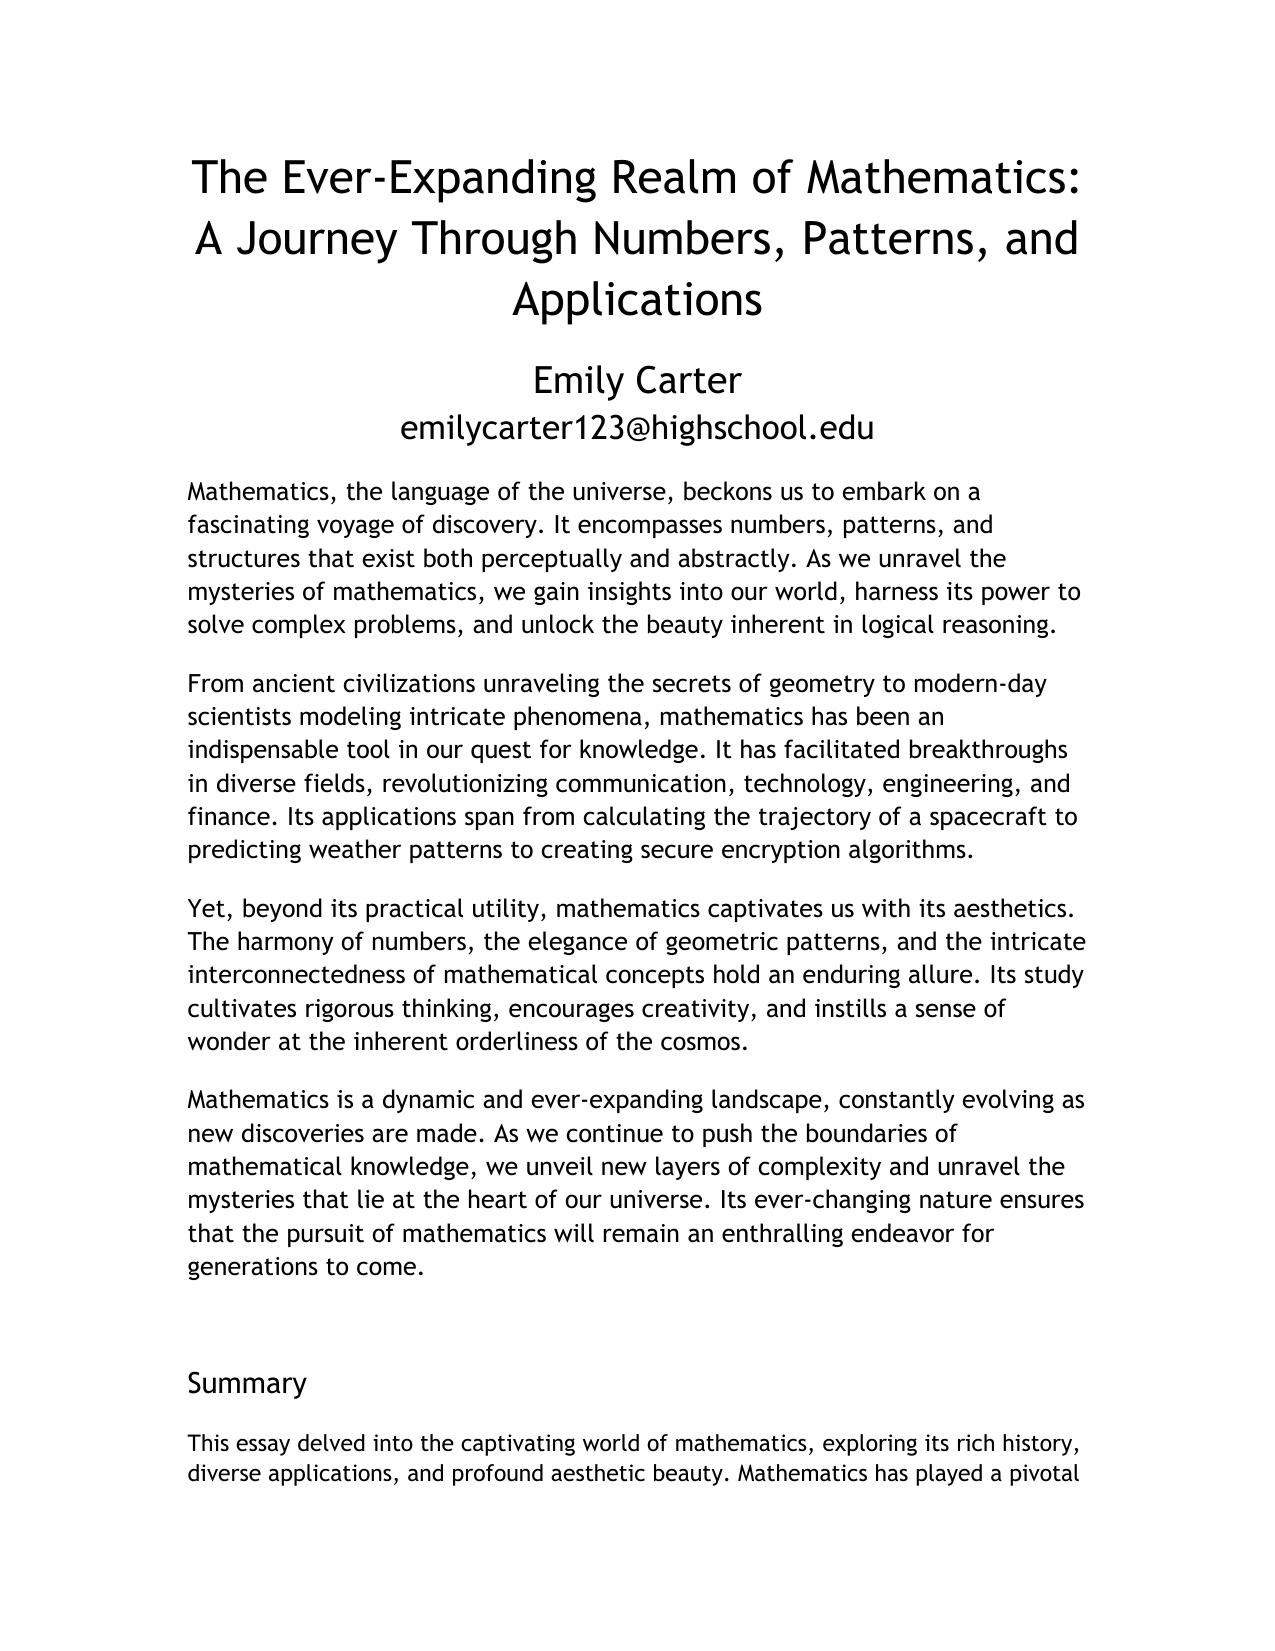 The Ever-Expanding Realm of Mathematics:
A Journey Through Numbers, Patterns, and
Applications
Emily Carter
emilycarter123@highschool.edu
Mathematics, the language of the universe, beckons us to embark on a
fascinating voyage of discovery. It encompasses numbers, patterns, and
structures that exist both perceptually and abstractly. As we unravel the
mysteries of mathematics, we gain insights into our world, harness its power to
solve complex problems, and unlock the beauty inherent in logical reasoning.
From ancient civilizations unraveling the secrets of geometry to modern-day
scientists modeling intricate phenomena, mathematics has been an
indispensable tool in our quest for knowledge. It has facilitated breakthroughs
in diverse fields, revolutionizing communication, technology, engineering, and
finance. Its applications span from calculating the trajectory of a spacecraft to
predicting weather patterns to creating secure encryption algorithms.
Yet, beyond its practical utility, mathematics captivates us with its aesthetics.
The harmony of numbers, the elegance of geometric patterns, and the intricate
interconnectedness of mathematical concepts hold an enduring allure. Its study
cultivates rigorous thinking, encourages creativity, and instills a sense of
wonder at the inherent orderliness of the cosmos.
Mathematics is a dynamic and ever-expanding landscape, constantly evolving as
new discoveries are made. As we continue to push the boundaries of
mathematical knowledge, we unveil new layers of complexity and unravel the
mysteries that lie at the heart of our universe. Its ever-changing nature ensures
that the pursuit of mathematics will remain an enthralling endeavor for
generations to come.
Summary
This essay delved into the captivating world of mathematics, exploring its rich history,
diverse applications, and profound aesthetic beauty. Mathematics has played a pivotal